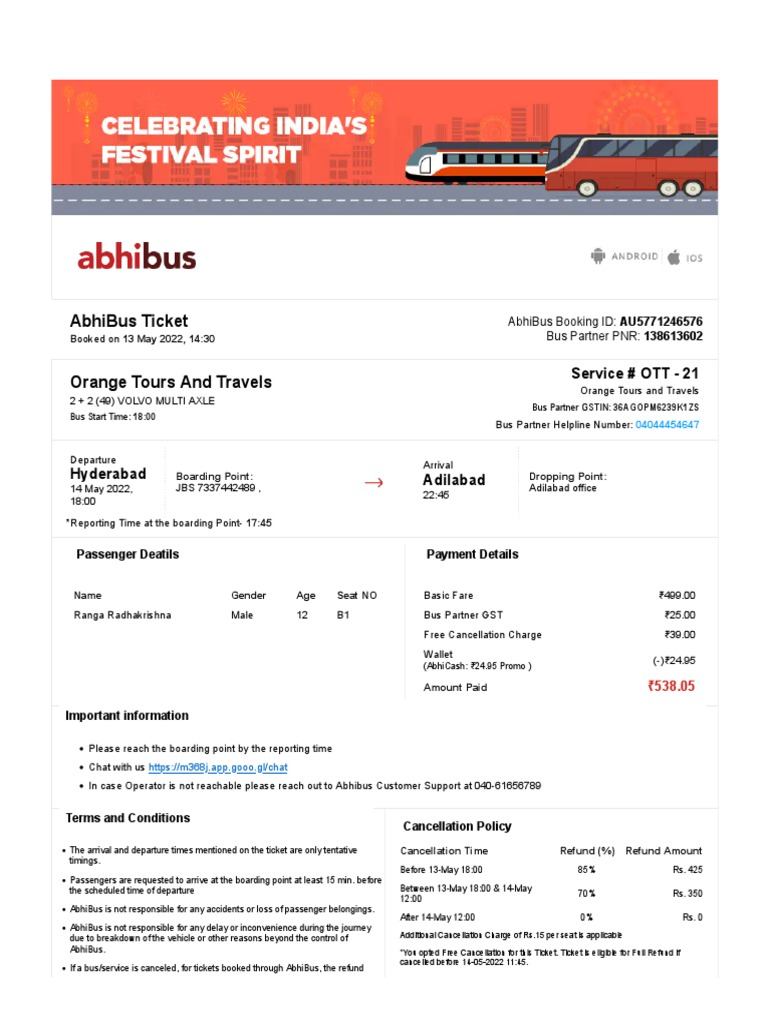 CELEBRATING INDIA'S
FESTIVAL SPIRIT
abhibus
ANDROID
iOS
AbhiBus Ticket
Booked on 13 May 2022, 14:30
AbhiBus Booking ID: AU5771246576
Bus Partner PNR: 138613602
Orange Tours And Travels
2 + 2 (49) VOLVO MULTI AXLE
Bus Start Time: 18:00
Service # OTT - 21
Orange Tours and Travels
Bus Partner GSTIN: 36AGOPM6239K1ZS
Bus Partner Helpline Number: 04044454647
Departure
Hyderabad
14 May 2022,
18:00
Boarding Point:
JBS 7337442489 ,
→
Arrival
Adilabad
22:45
Dropping Point:
Adilabad office
*Reporting Time at the boarding Point- 17:45
Passenger Deatils
Name Gender Age Seat NO
Ranga Radhakrishna Male 12 B1
Payment Details
Basic Fare ₹499.00
Bus Partner GST ₹25.00
Free Cancellation Charge ₹39.00
Wallet
(AbhiCash: ₹24.95 Promo ) (-)₹24.95
Amount Paid ₹538.05
Important information
• Please reach the boarding point by the reporting time
• Chat with us https://m368j.app.gooo.gl/chat
• In case Operator is not reachable please reach out to Abhibus Customer Support at 040-61656789
Terms and Conditions
• The arrival and departure times mentioned on the ticket are only tentative
timings.
• Passengers are requested to arrive at the boarding point at least 15 min. before
the scheduled time of departure
• AbhiBus is not responsible for any accidents or loss of passenger belongings.
• AbhiBus is not responsible for any delay or inconvenience during the journey
due to breakdown of the vehicle or other reasons beyond the control of
AbhiBus.
• If a bus/service is canceled, for tickets booked through AbhiBus, the refund
Cancellation Policy
Cancellation Time Refund (%) Refund Amount
Before 13-May 18:00 85% Rs. 425
Between 13-May 18:00 & 14-May
12:00 70% Rs. 350
After 14-May 12:00 0% Rs. 0
Additional Cancellation Charge of Rs.15 per seat is applicable
*You opted Free Cancellation for this Ticket. Ticket is eligible for Full Refund if
cancelled before 14-05-2022 11:45.